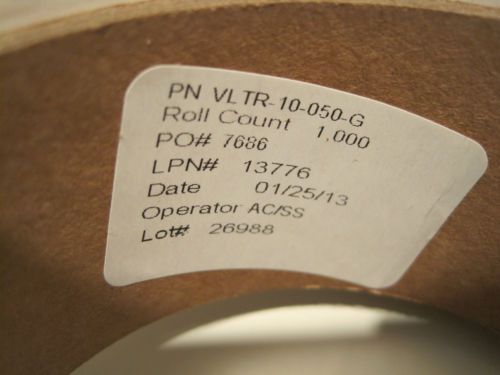 PN VLTR-10-050-G
Roll Count 1,000
PO# 7686
LPN# 13776
Date 01/25/13
Operator AC/SS
Lot# 26988